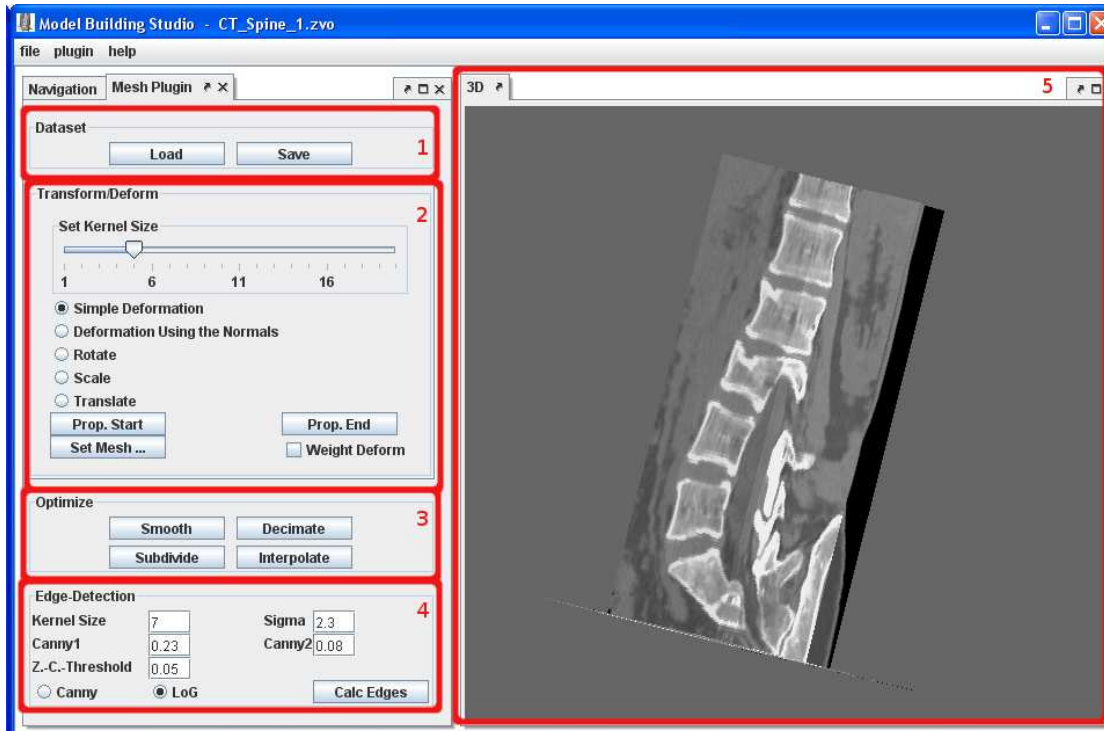 Model Building Studio - CT_Spine_1.zvo
file plugin help
Navigation Mesh Plugin
Dataset
Load Save 1
Transform/Deform
2
Set Kernel Size
1 6 11 16
Simple Deformation
Deformation Using the Normals
Rotate
Scale
Translate
Prop. Start Prop. End
Set Mesh ... Weight Deform
Optimize
3
Smooth Decimate
Subdivide Interpolate
Edge-Detection
4
Kernel Size 7 Sigma 2.3
Canny1 0.23 Canny2 0.08
Z.-C.-Threshold 0.05
Canny LoG Calc Edges
3D 5